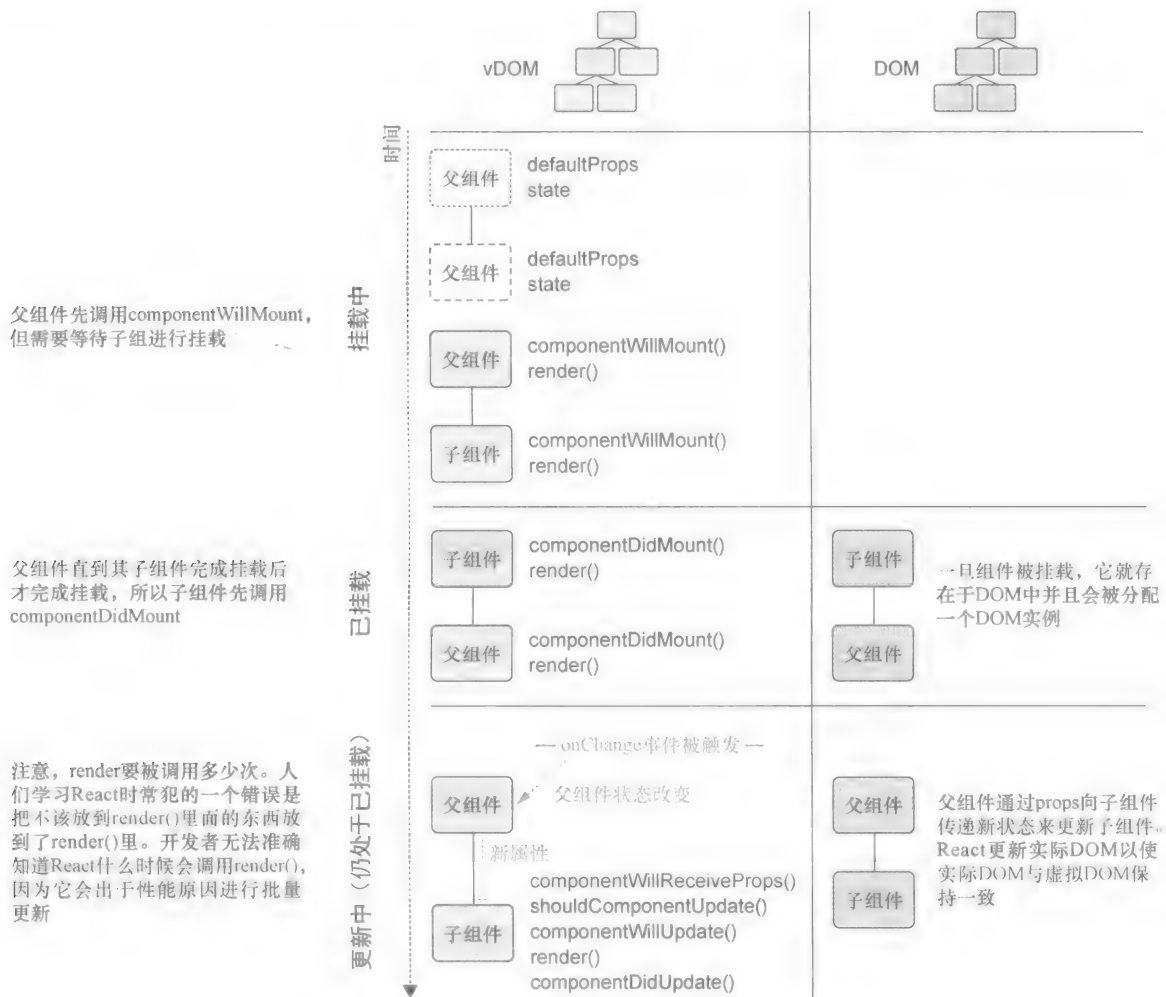 vDOM
DOM
时间
父组件
defaultProps
state
父组件
defaultProps
state
父组件先调用componentWillMount,
但需要等待子组进行挂载
挂载中
父组件
componentWillMount()
render()
子组件
componentWillMount()
render()
父组件直到其子组件完成挂载后
才完成挂载，所以子组件先调用
componentDidMount
已挂载
子组件
componentDidMount()
render()
父组件
componentDidMount()
render()
子组件
父组件
一旦组件被挂载，它就存
在于DOM中并且会被分配
一个DOM实例
注意，render要被调用多少次。人
们学习React时常犯的一个错误是
把不该放到render()里面的东西放
到了render()里。开发者无法准确
知道React什么时候会调用render(),
因为它会出于性能原因进行批量
更新
更新中（仍处于已挂载）
— onChange事件被触发 —
父组件
父组件状态改变
新属性
子组件
componentWillReceiveProps()
shouldComponentUpdate()
componentWillUpdate()
render()
componentDidUpdate()
父组件
子组件
父组件通过props向子组件
传递新状态来更新子组件。
React更新实际DOM以使
实际DOM与虚拟DOM保
持一致